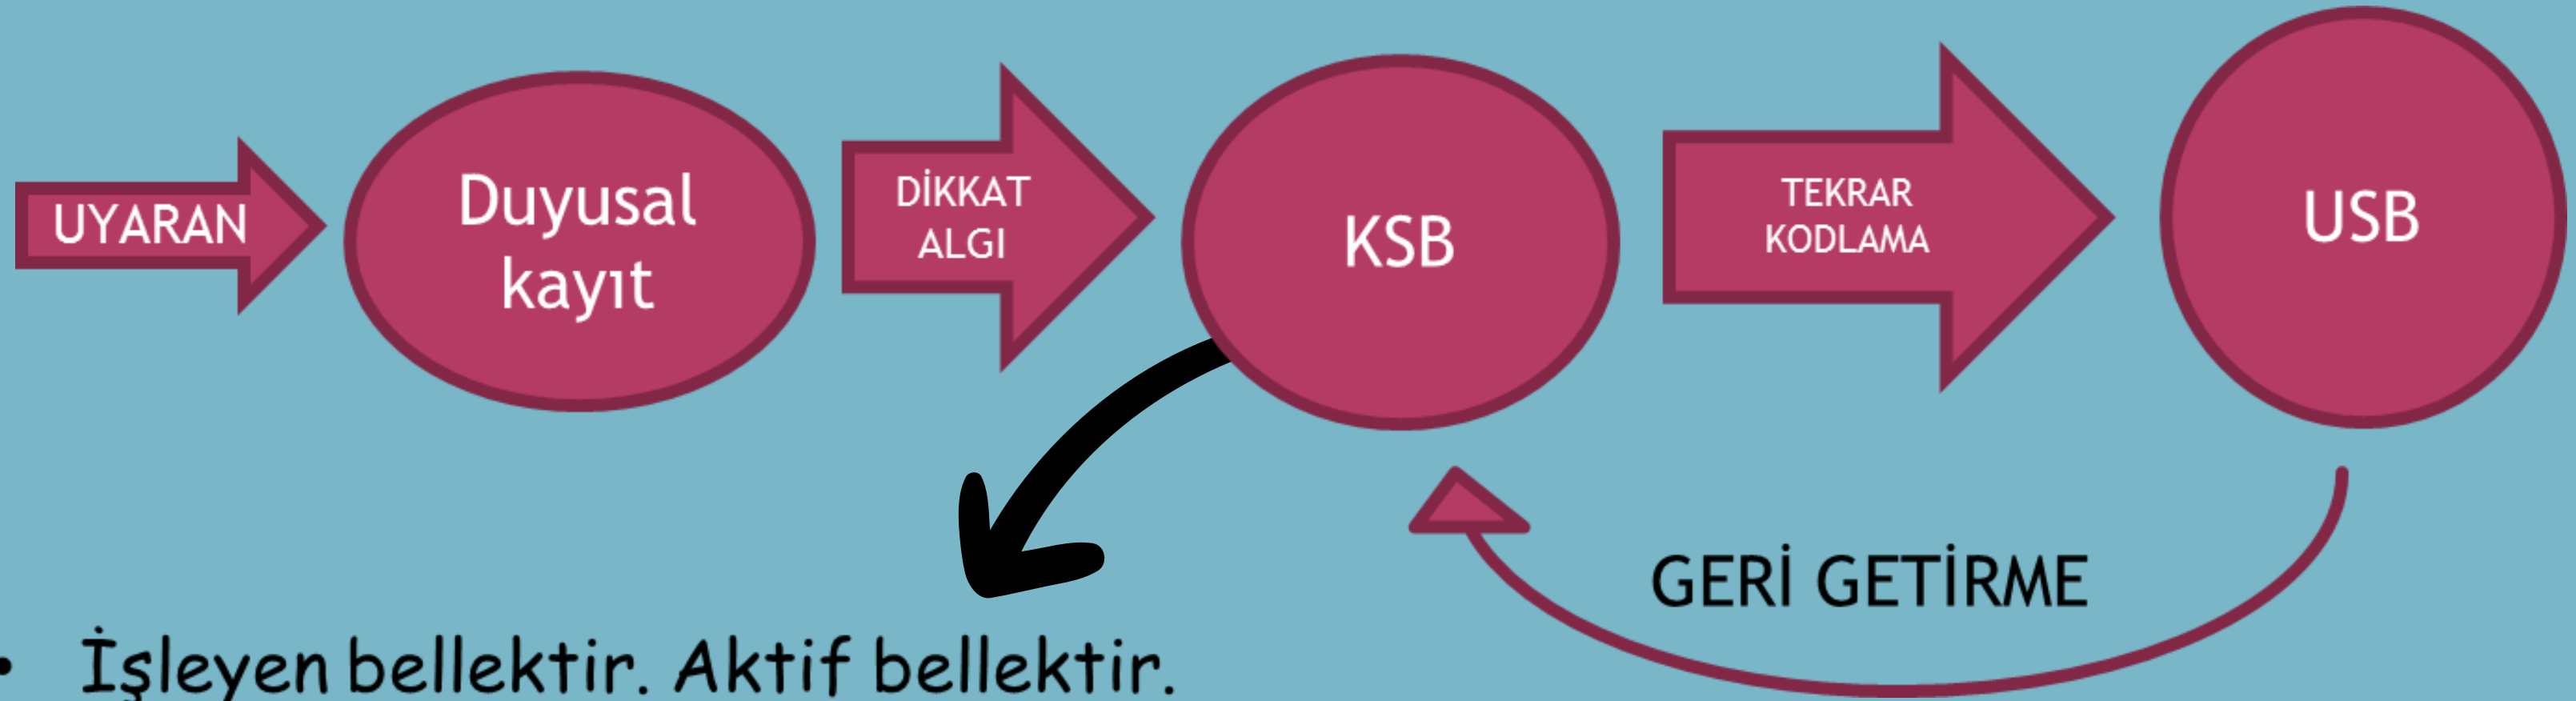 UYARAN
Duyusal
kayıt
DİKKAT
ALGI
KSB
TEKRAR
KODLAMA
USB
GERİ GETİRME
• İşleyen bellektir. Aktif bellektir.